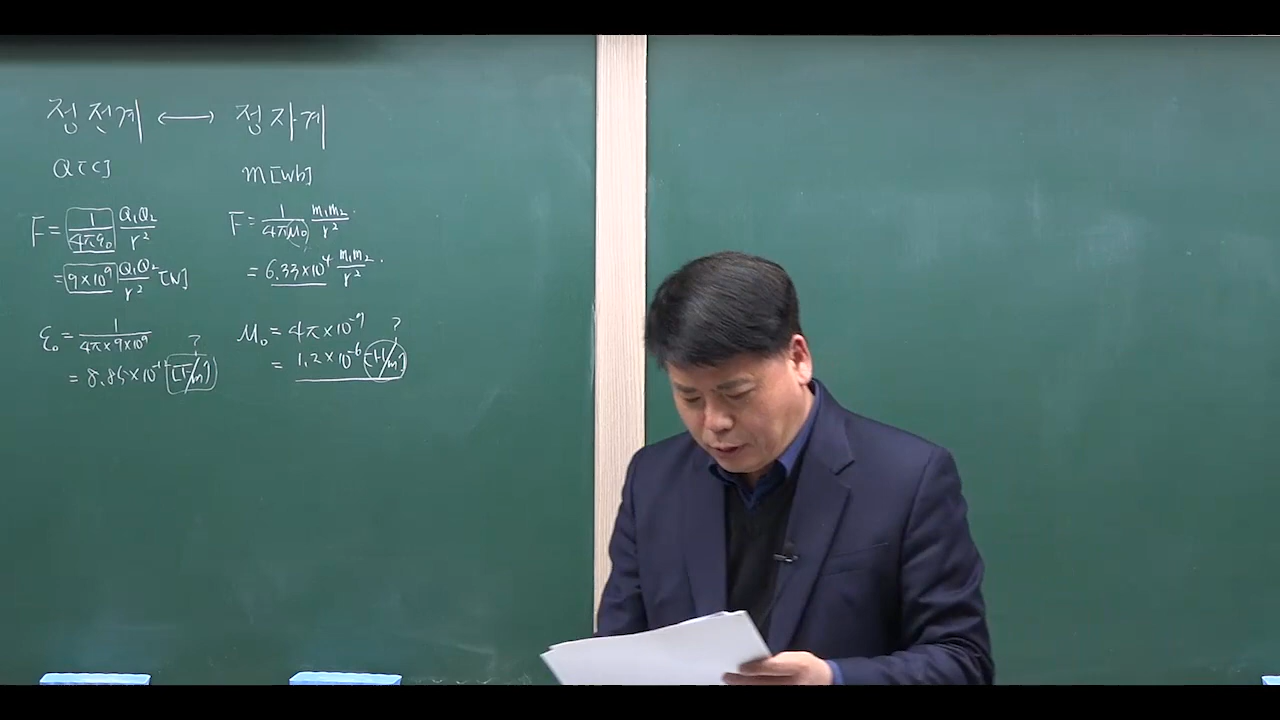 정전계 ↔ 정자계
Q[C]
F = 1/4πε₀ Q₁Q₂/r²
= 9×10⁹ Q₁Q₂/r² [N]
ε₀ = 1/4π×9×10⁹
?
= 8.85×10⁻¹² [F/m]
m[wb]
F = 1/4πμ₀ m₁m₂/r²
= 6.33×10⁴ m₁m₂/r²
μ₀ = 4π×10⁻⁷
?
= 1.2×10⁻⁶ [H/m]